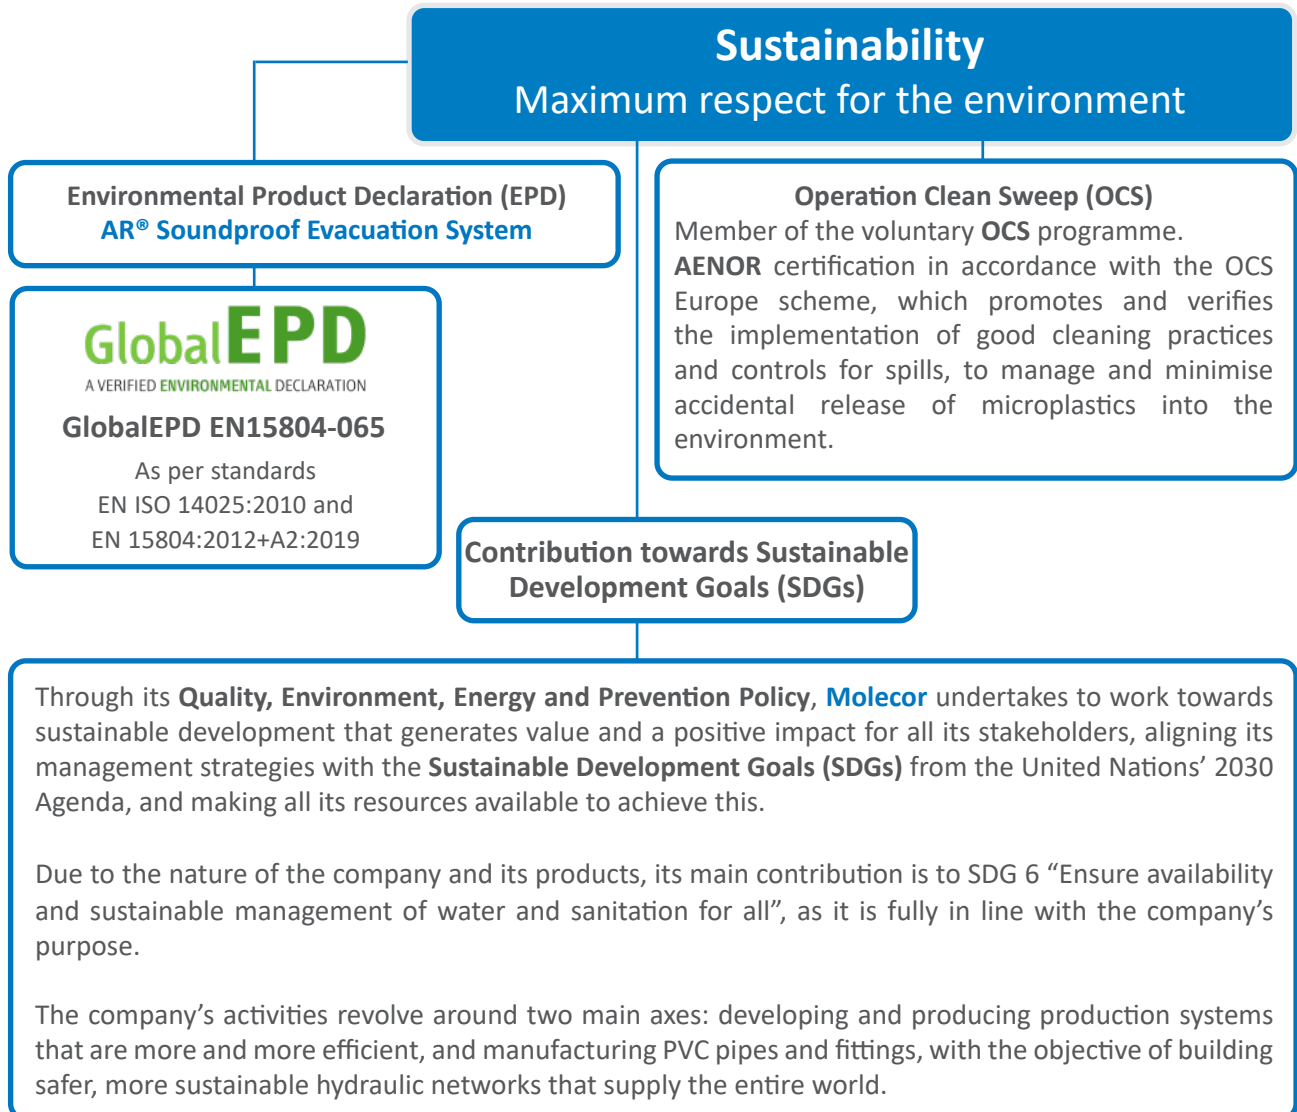 Sustainability
Maximum respect for the environment
Environmental Product Declaration (EPD)
AR® Soundproof Evacuation System
GlobalEPD
A VERIFIED ENVIRONMENTAL DECLARATION
GlobalEPD EN15804-065
As per standards
EN ISO 14025:2010 and
EN 15804:2012+A2:2019
Operation Clean Sweep (OCS)
Member of the voluntary OCS programme.
AENOR certification in accordance with the OCS
Europe scheme, which promotes and verifies
the implementation of good cleaning practices
and controls for spills, to manage and minimise
accidental release of microplastics into the
environment.
Contribution towards Sustainable
Development Goals (SDGs)
Through its Quality, Environment, Energy and Prevention Policy, Molecor undertakes to work towards
sustainable development that generates value and a positive impact for all its stakeholders, aligning its
management strategies with the Sustainable Development Goals (SDGs) from the United Nations’ 2030
Agenda, and making all its resources available to achieve this.
Due to the nature of the company and its products, its main contribution is to SDG 6 “Ensure availability
and sustainable management of water and sanitation for all”, as it is fully in line with the company’s
purpose.
The company’s activities revolve around two main axes: developing and producing production systems
that are more and more efficient, and manufacturing PVC pipes and fittings, with the objective of building
safer, more sustainable hydraulic networks that supply the entire world.